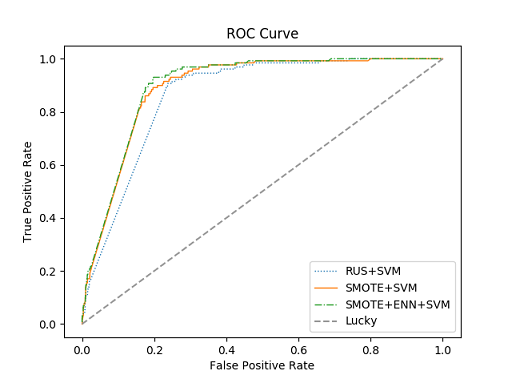 ROC Curve
True Positive Rate
1.0
0.8
0.6
0.4
0.2
0.0
0.0 0.2 0.4 0.6 0.8 1.0
False Positive Rate
RUS+SVM
SMOTE+SVM
SMOTE+ENN+SVM
Lucky